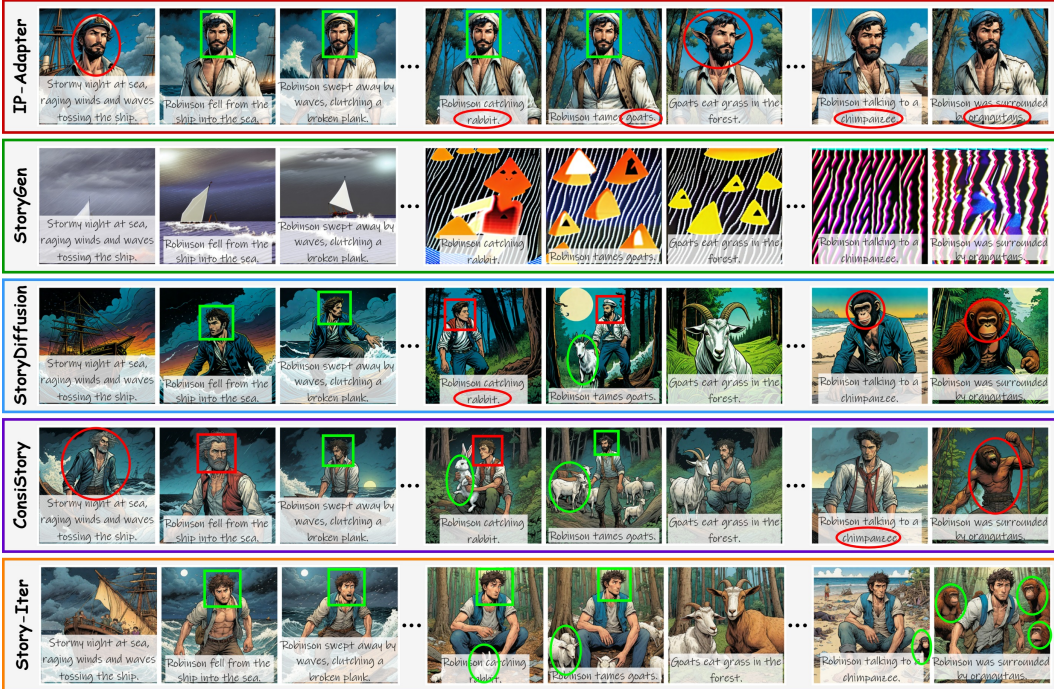 IP-Adapter
Stormy night at sea,
raging winds and waves
tossing the ship.
Robinson fell from the
ship into the sea.
Robinson swept away by
waves, clutching a
broken plank.
...
Robinson catching
rabbit.
Robinson tames goats.
Goats eat grass in the
forest.
...
Robinson talking to a
chimpanzee.
Robinson was surrounded
by orangutans.
StoryGen
Stormy night at sea,
raging winds and waves
tossing the ship.
Robinson fell from the
ship into the sea.
Robinson swept away by
waves, clutching a
broken plank.
...
Robinson catching
rabbit.
Robinson tames goats.
Goats eat grass in the
forest.
...
Robinson talking to a
chimpanzee.
Robinson was surrounded
by orangutans.
StoryDiffusion
Stormy night at sea,
raging winds and waves
tossing the ship.
Robinson fell from the
ship into the sea.
Robinson swept away by
waves, clutching a
broken plank.
...
Robinson catching
rabbit.
Robinson tames goats.
Goats eat grass in the
forest.
...
Robinson talking to a
chimpanzee.
Robinson was surrounded
by orangutans.
ConsiStory
Stormy night at sea,
raging winds and waves
tossing the ship.
Robinson fell from the
ship into the sea.
Robinson swept away by
waves, clutching a
broken plank.
...
Robinson catching
rabbit.
Robinson tames goats.
Goats eat grass in the
forest.
...
Robinson talking to a
chimpanzee.
Robinson was surrounded
by orangutans.
Story-Iter
Stormy night at sea,
raging winds and waves
tossing the ship.
Robinson fell from the
ship into the sea.
Robinson swept away by
waves, clutching a
broken plank.
...
Robinson catching
rabbit.
Robinson tames goats.
Goats eat grass in the
forest.
...
Robinson talking to a
chimpanzee.
Robinson was surrounded
by orangutans.